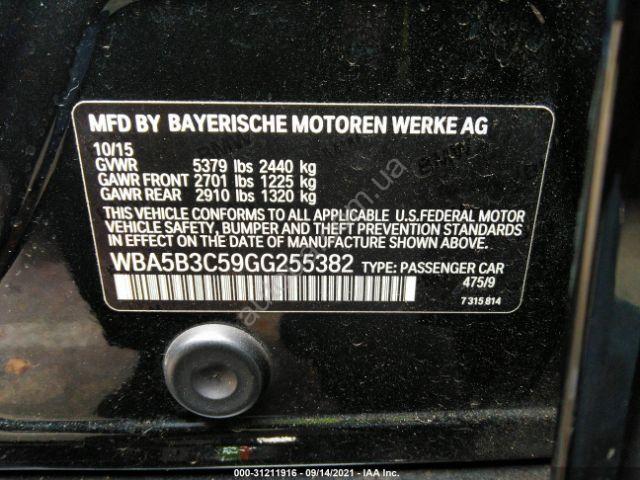 MFD BY BAYERISCHE MOTOREN WERKE AG
10/15
GVWR 5379 lbs 2440 kg
GAWR FRONT 2701 lbs 1225 kg
GAWR REAR 2910 lbs 1320 kg
THIS VEHICLE CONFORMS TO ALL APPLICABLE U.S.FEDERAL MOTOR
VEHICLE SAFETY, BUMPER AND THEFT PREVENTION STANDARDS
IN EFFECT ON THE DATE OF MANUFACTURE SHOWN ABOVE.
WBA5B3C59GG255382 TYPE: PASSENGER CAR
475/9
7 315 814
000-31211916 - 09/14/2021 - IAA Inc.